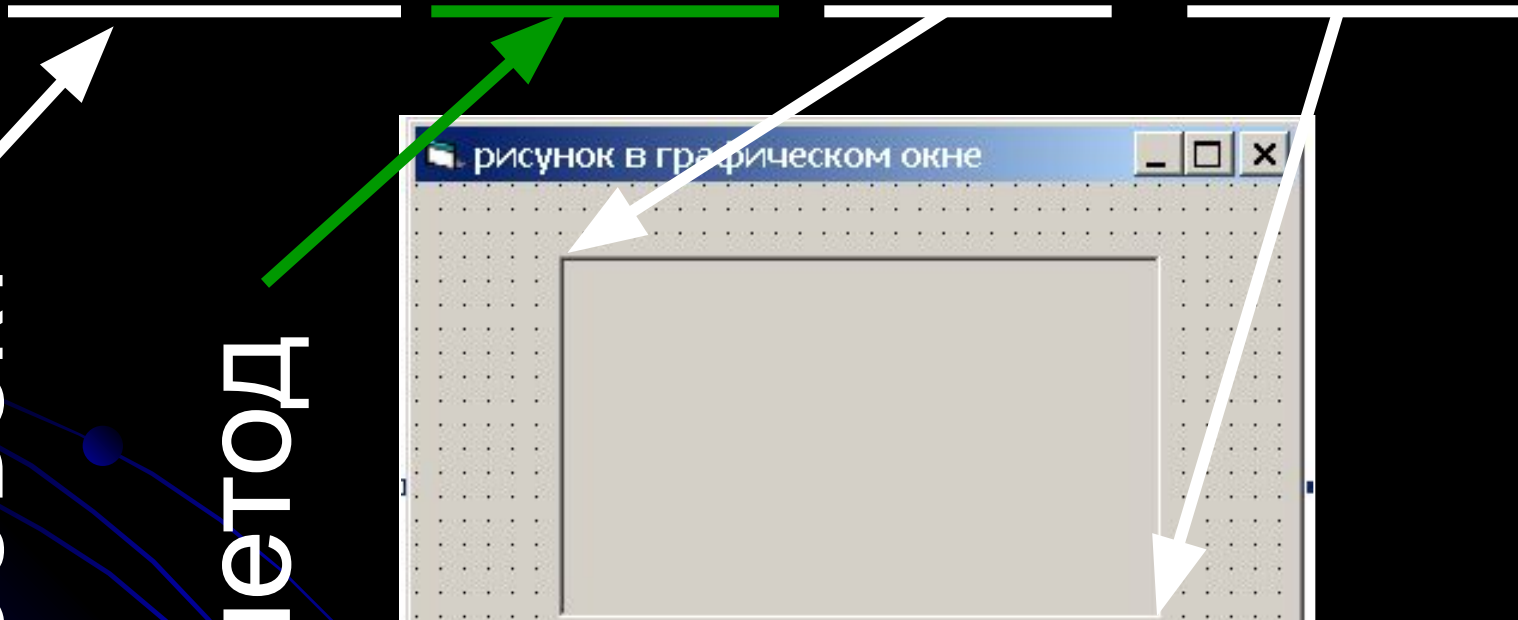 рисунок в графическом окне
етод